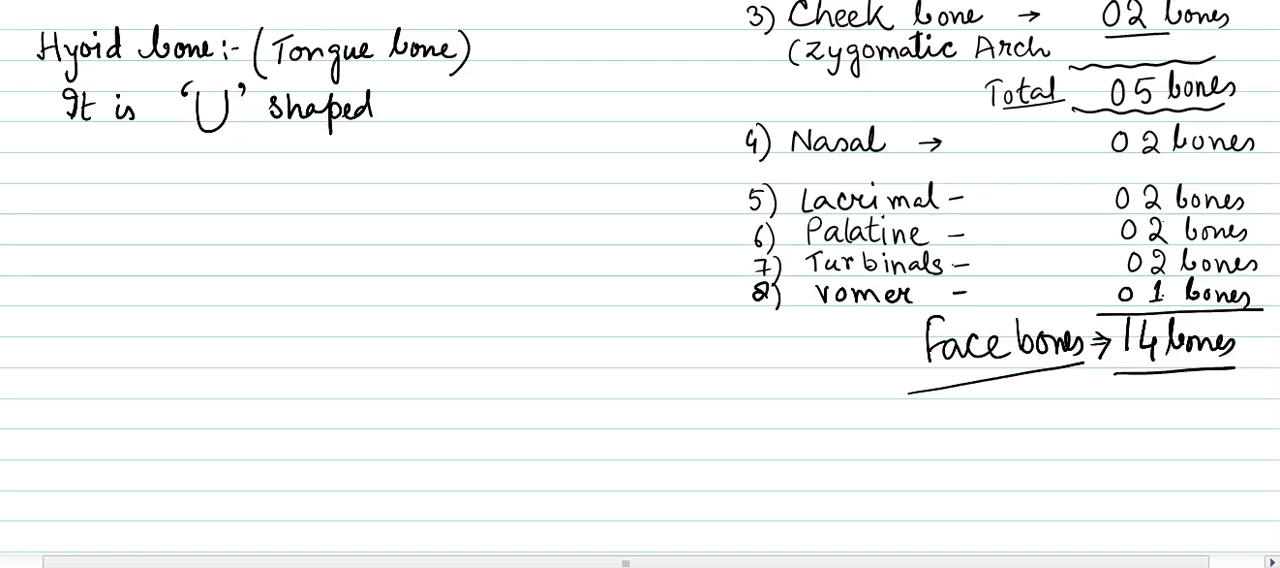 Hyoid bone:- (Tongue bone)
It is 'U' shaped
3) Cheek bone → 02 bones
(Zygomatic Arch
Total 05 bones
4) Nasal → 02 bones
5) Lacrimal - 02 bones
6) Palatine - 02 bones
7) Turbinals - 02 bones
8) vomer - 01 bones
Face bones ⇒ 14 bones